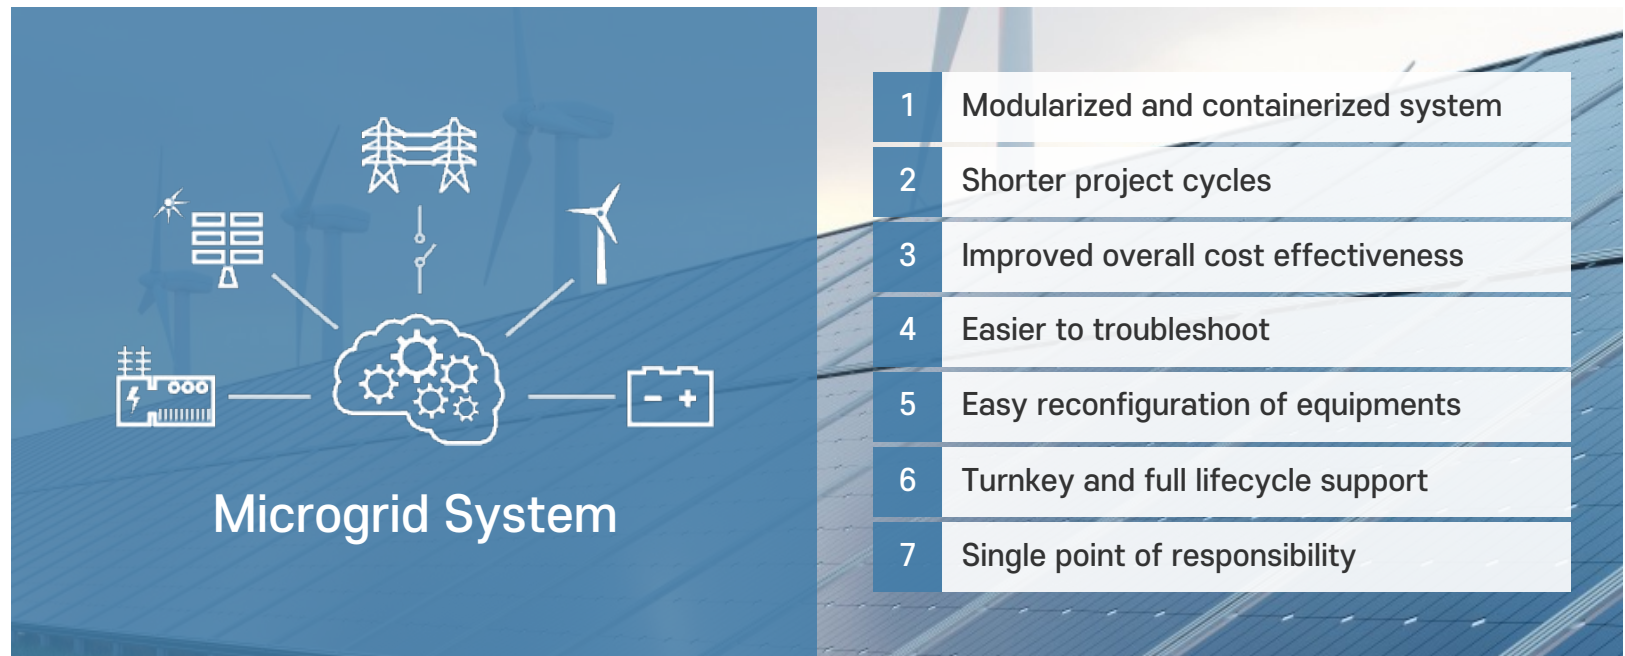 Microgrid System
1 Modularized and containerized system
2 Shorter project cycles
3 Improved overall cost effectiveness
4 Easier to troubleshoot
5 Easy reconfiguration of equipments
6 Turnkey and full lifecycle support
7 Single point of responsibility